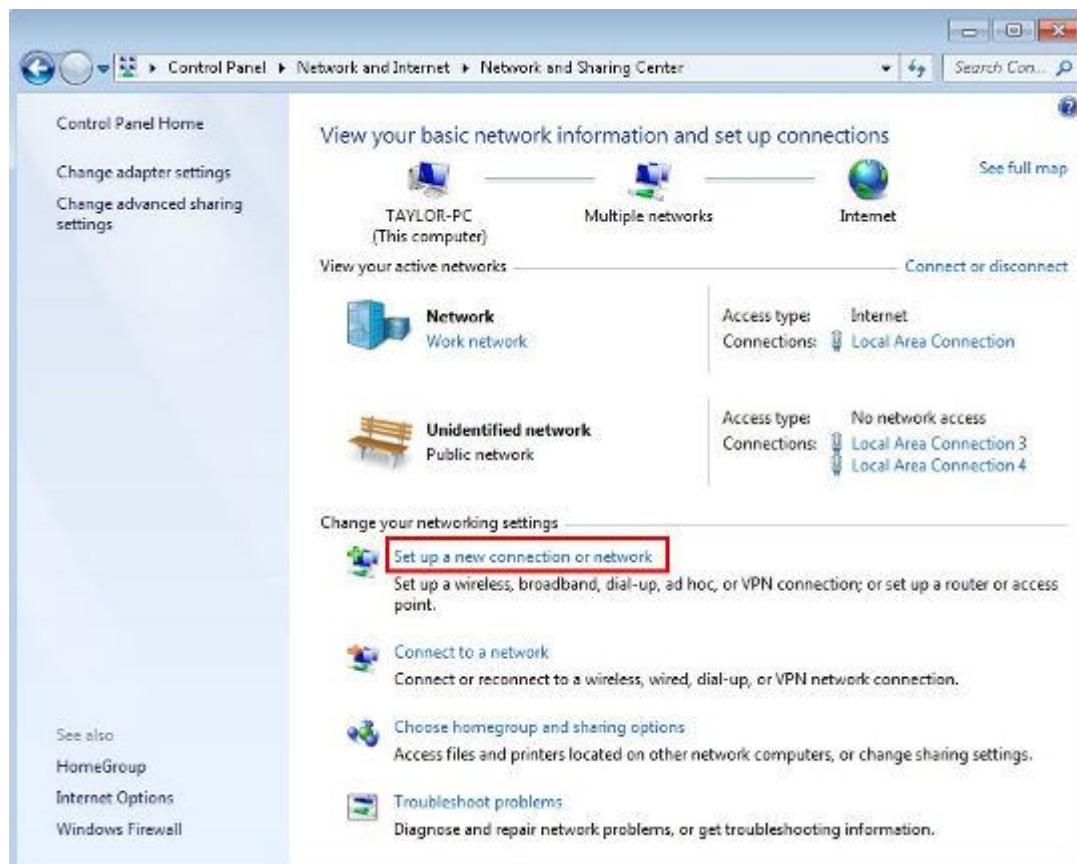 Control Panel ▸ Network and Internet ▸ Network and Sharing Center
Search Con...
Control Panel Home
Change adapter settings
Change advanced sharing
settings
See also
HomeGroup
Internet Options
Windows Firewall
View your basic network information and set up connections
See full map
TAYLOR-PC
(This computer)
Multiple networks
Internet
View your active networks
Connect or disconnect
Network
Work network
Access type: Internet
Connections: Local Area Connection
Unidentified network
Public network
Access type: No network access
Connections: Local Area Connection 3
Local Area Connection 4
Change your networking settings
Set up a new connection or network
Set up a wireless, broadband, dial-up, ad hoc, or VPN connection; or set up a router or access
point.
Connect to a network
Connect or reconnect to a wireless, wired, dial-up, or VPN network connection.
Choose homegroup and sharing options
Access files and printers located on other network computers, or change sharing settings.
Troubleshoot problems
Diagnose and repair network problems, or get troubleshooting information.